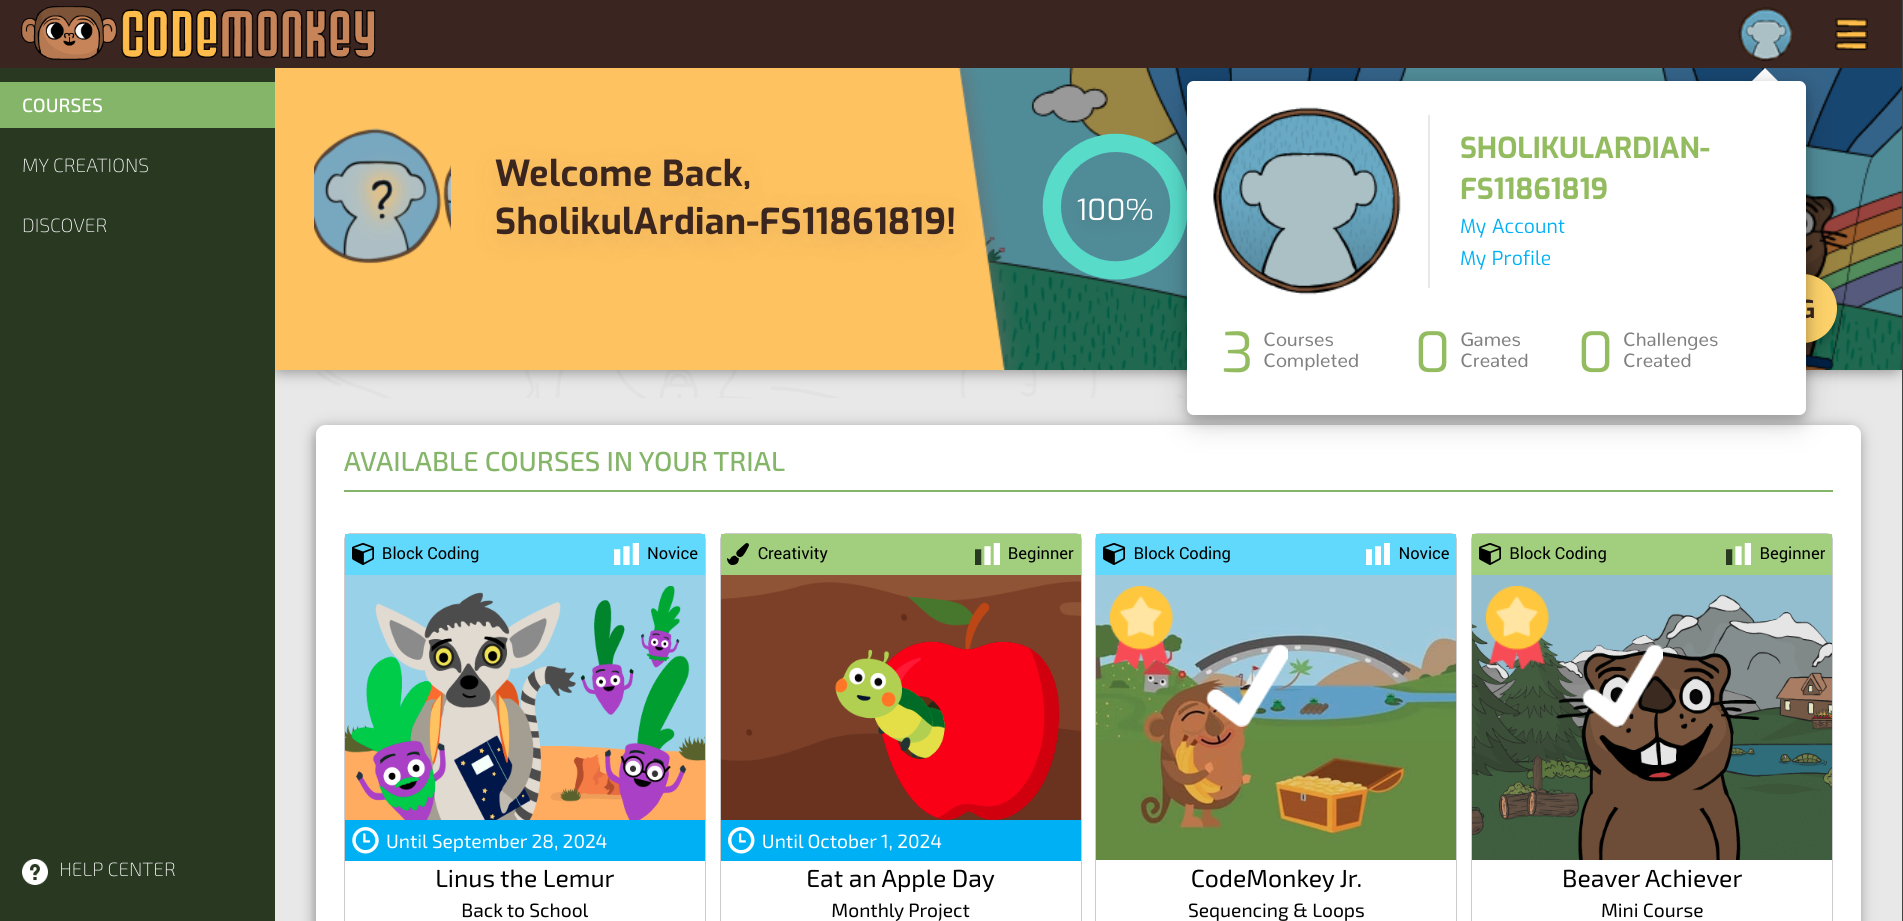 CODEMONKEY
COURSES
MY CREATIONS
DISCOVER
HELP CENTER
?
Welcome Back,
SholikulArdian-FS11861819!
100%
SHOLIKULARDIAN-
FS11861819
My Account
My Profile
3 Courses
Completed
0 Games
Created
0 Challenges
Created
G
AVAILABLE COURSES IN YOUR TRIAL
Block Coding Novice
Until September 28, 2024
Linus the Lemur
Back to School
Creativity Beginner
Until October 1, 2024
Eat an Apple Day
Monthly Project
Block Coding Novice
CodeMonkey Jr.
Sequencing & Loops
Block Coding Beginner
Beaver Achiever
Mini Course